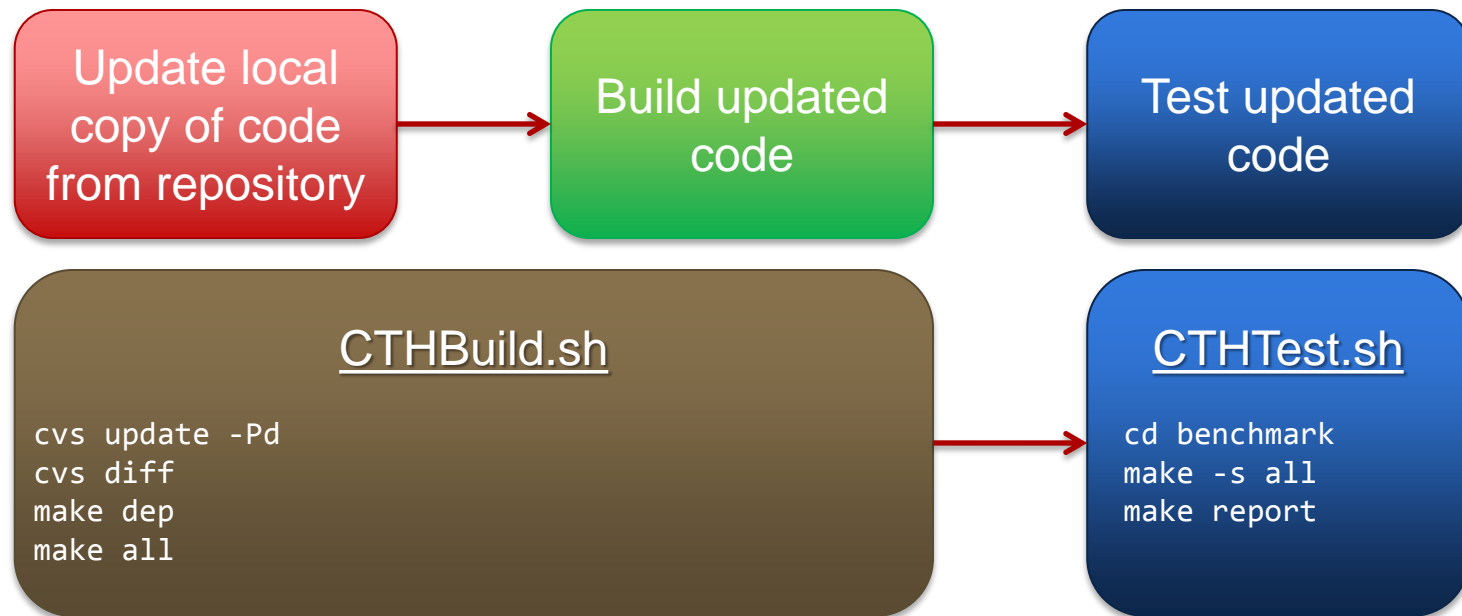 Update local
copy of code
from repository
Build updated
code
Test updated
code
CTHBuild.sh
cvs update -Pd
cvs diff
make dep
make all
CTHTest.sh
cd benchmark
make -s all
make report